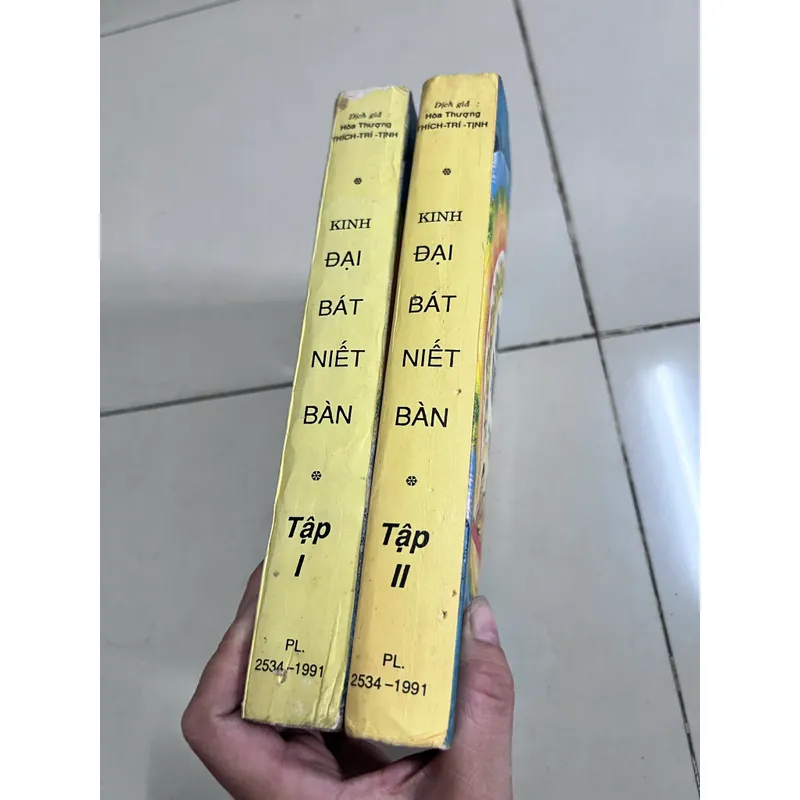 Dịch giả :
Hòa Thượng
THÍCH-TRÍ-TỊNH
KINH
ĐẠI
BÁT
NIẾT
BÀN
Tập
I
PL.
2534-1991
Dịch giả :
Hòa Thượng
THÍCH-TRÍ-TỊNH
KINH
ĐẠI
BÁT
NIẾT
BÀN
Tập
II
PL.
2534-1991